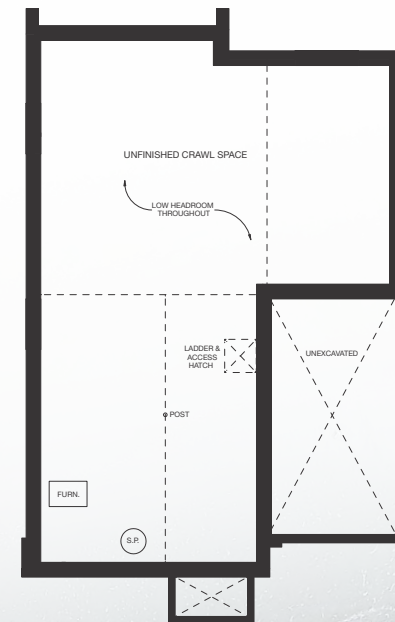 UNFINISHED CRAWL SPACE
LOW HEADROOM
THROUGHOUT
LADDER &
ACCESS
HATCH
UNEXCAVATED
POST
FURN.
S.P.